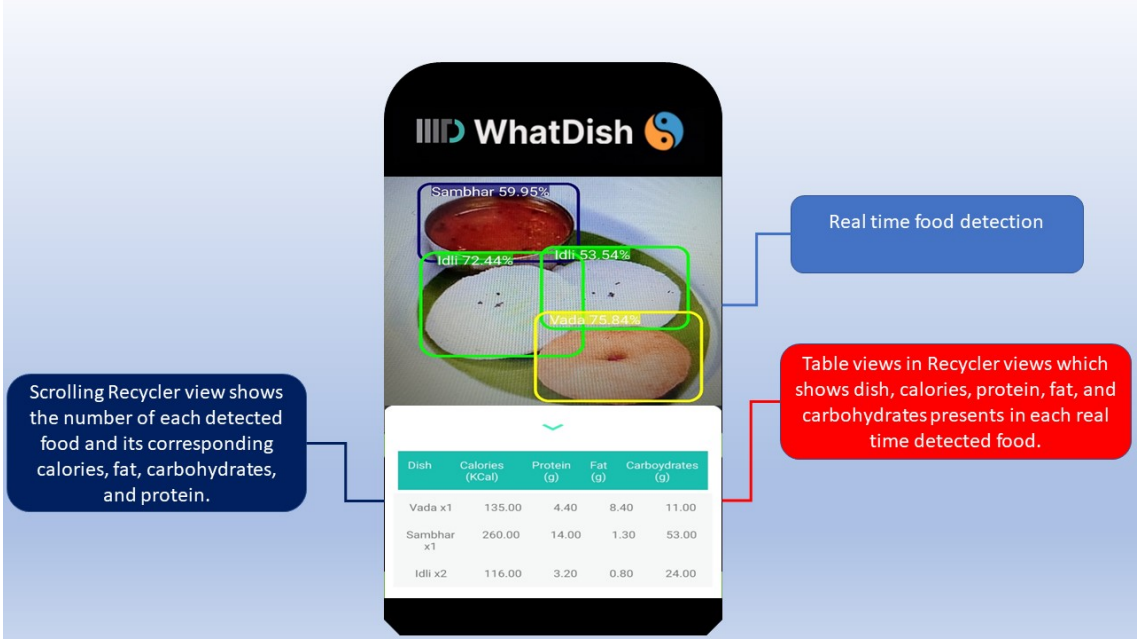 WhatDish
Sambhar 59.95%
Idli 72.44%
Idli 53.54%
Vada 75.84%
Real time food detection
Table views in Recycler views which
shows dish, calories, protein, fat, and
carbohydrates presents in each real
time detected food.
Scrolling Recycler view shows
the number of each detected
food and its corresponding
calories, fat, carbohydrates,
and protein.
Dish Calories Protein Fat Carboydrates
(KCal) (g) (g) (g)
Vada x1 135.00 4.40 8.40 11.00
Sambhar 260.00 14.00 1.30 53.00
x1
Idli x2 116.00 3.20 0.80 24.00